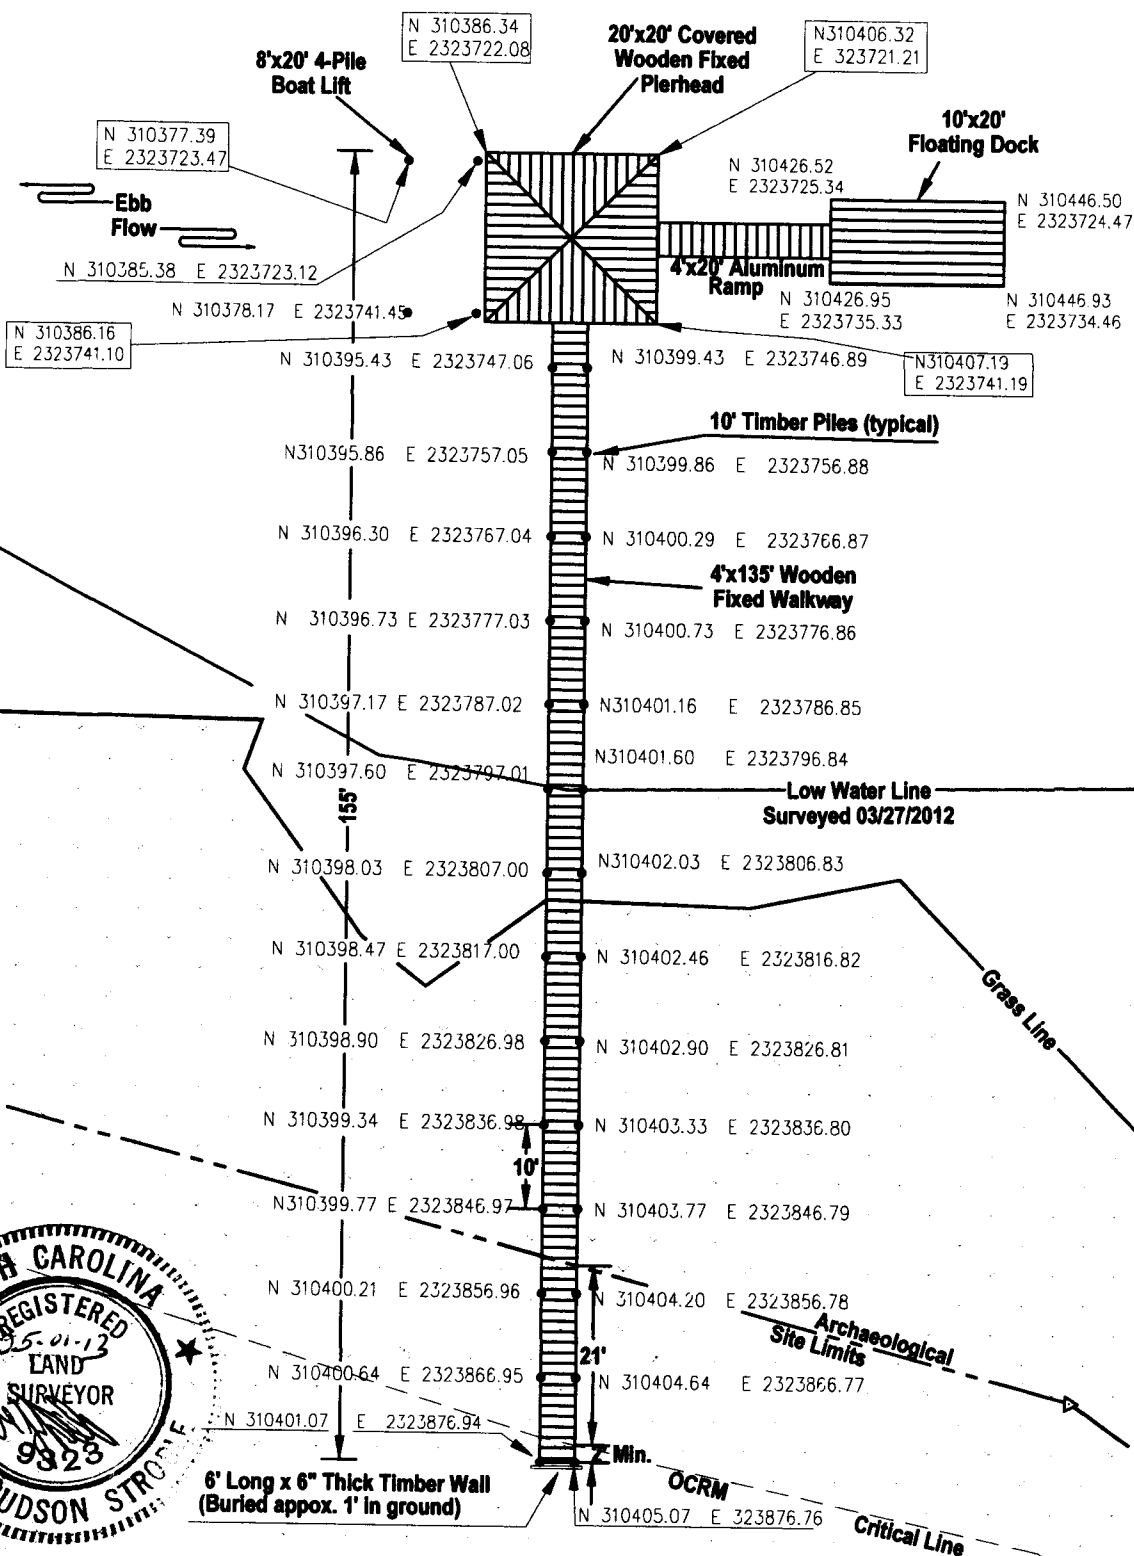 N 310386.34
E 2323722.08
20'x20' Covered
Wooden Fixed
Pierhead
N310406.32
E 323721.21
8'x20' 4-Pile
Boat Lift
N 310377.39
E 2323723.47
10'x20'
Floating Dock
N 310426.52
E 2323725.34
N 310446.50
E 2323724.47
Ebb
Flow
N 310385.38 E 2323723.12
4'x20' Aluminum
Ramp
N 310378.17 E 2323741.45
N 310426.95
E 2323735.33
N 310446.93
E 2323734.46
N 310386.16
E 2323741.10
N 310395.43 E 2323747.06
N 310399.43 E 2323746.89
N310407.19
E 2323741.19
10' Timber Piles (typical)
N310395.86 E 2323757.05
N 310399.86 E 2323756.88
N 310396.30 E 2323767.04
N 310400.29 E 2323766.87
4'x135' Wooden
Fixed Walkway
N 310396.73 E 2323777.03
N 310400.73 E 2323776.86
N 310397.17 E 2323787.02
N310401.16 E 2323786.85
N 310397.60 E 2323797.01
N310401.60 E 2323796.84
155'
Low Water Line
Surveyed 03/27/2012
N 310398.03 E 2323807.00
N310402.03 E 2323806.83
N 310398.47 E 2323817.00
N 310402.46 E 2323816.82
Grass Line
N 310398.90 E 2323826.98
N 310402.90 E 2323826.81
N 310399.34 E 2323836.98
N 310403.33 E 2323836.80
10'
N310399.77 E 2323846.97
N 310403.77 E 2323846.79
N 310400.21 E 2323856.96
N 310404.20 E 2323856.78
Archaeological
Site Limits
21'
N 310400.64 E 2323866.95
N 310404.64 E 2323866.77
N 310401.07 E 2323876.94
2' Min.
6' Long x 6" Thick Timber Wall
(Buried appox. 1' in ground)
OCRM
Critical Line
N 310405.07 E 323876.76
H CAROLINA
REGISTERED
05-01-13
LAND
SURVEYOR
9323
UDSON STRO